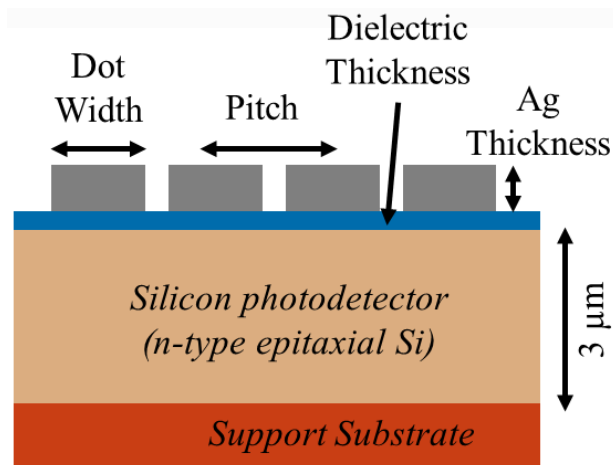 Dielectric
Thickness
Dot
Width
Pitch
Ag
Thickness
Silicon photodetector
(n-type epitaxial Si)
3 μm
Support Substrate